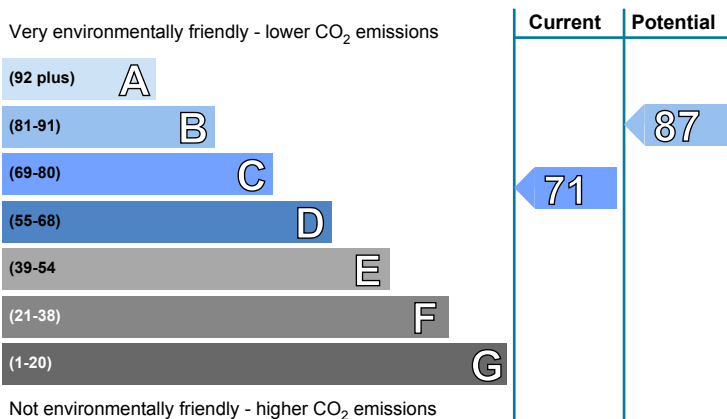 Very environmentally friendly - lower CO₂ emissions
Current Potential
(92 plus) A
(81-91) B
87
(69-80) C
71
(55-68) D
(39-54 E
(21-38) F
(1-20) G
Not environmentally friendly - higher CO₂ emissions